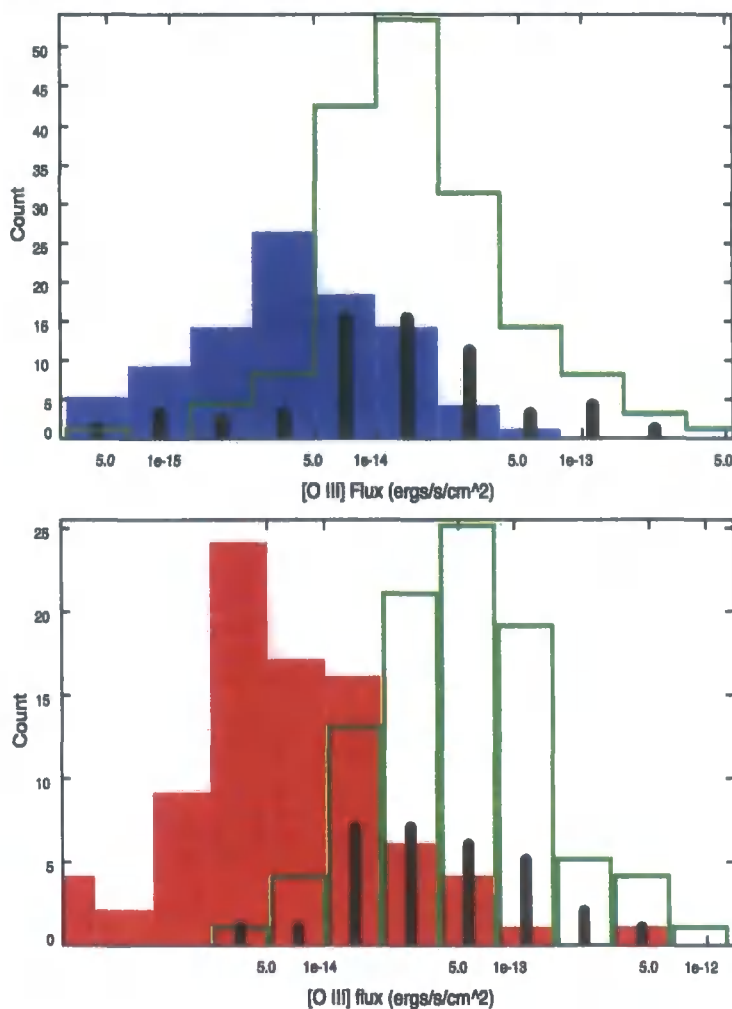 50
45
40
35
30
25
20
15
10
5
0
Count
5.0 1e-15 5.0 1e-14 5.0 1e-13 5.0
[O III] Flux (ergs/s/cm^2)
25
20
15
10
5
0
Count
5.0 1e-14 5.0 1e-13 5.0 1e-12
[O III] flux (ergs/s/cm^2)